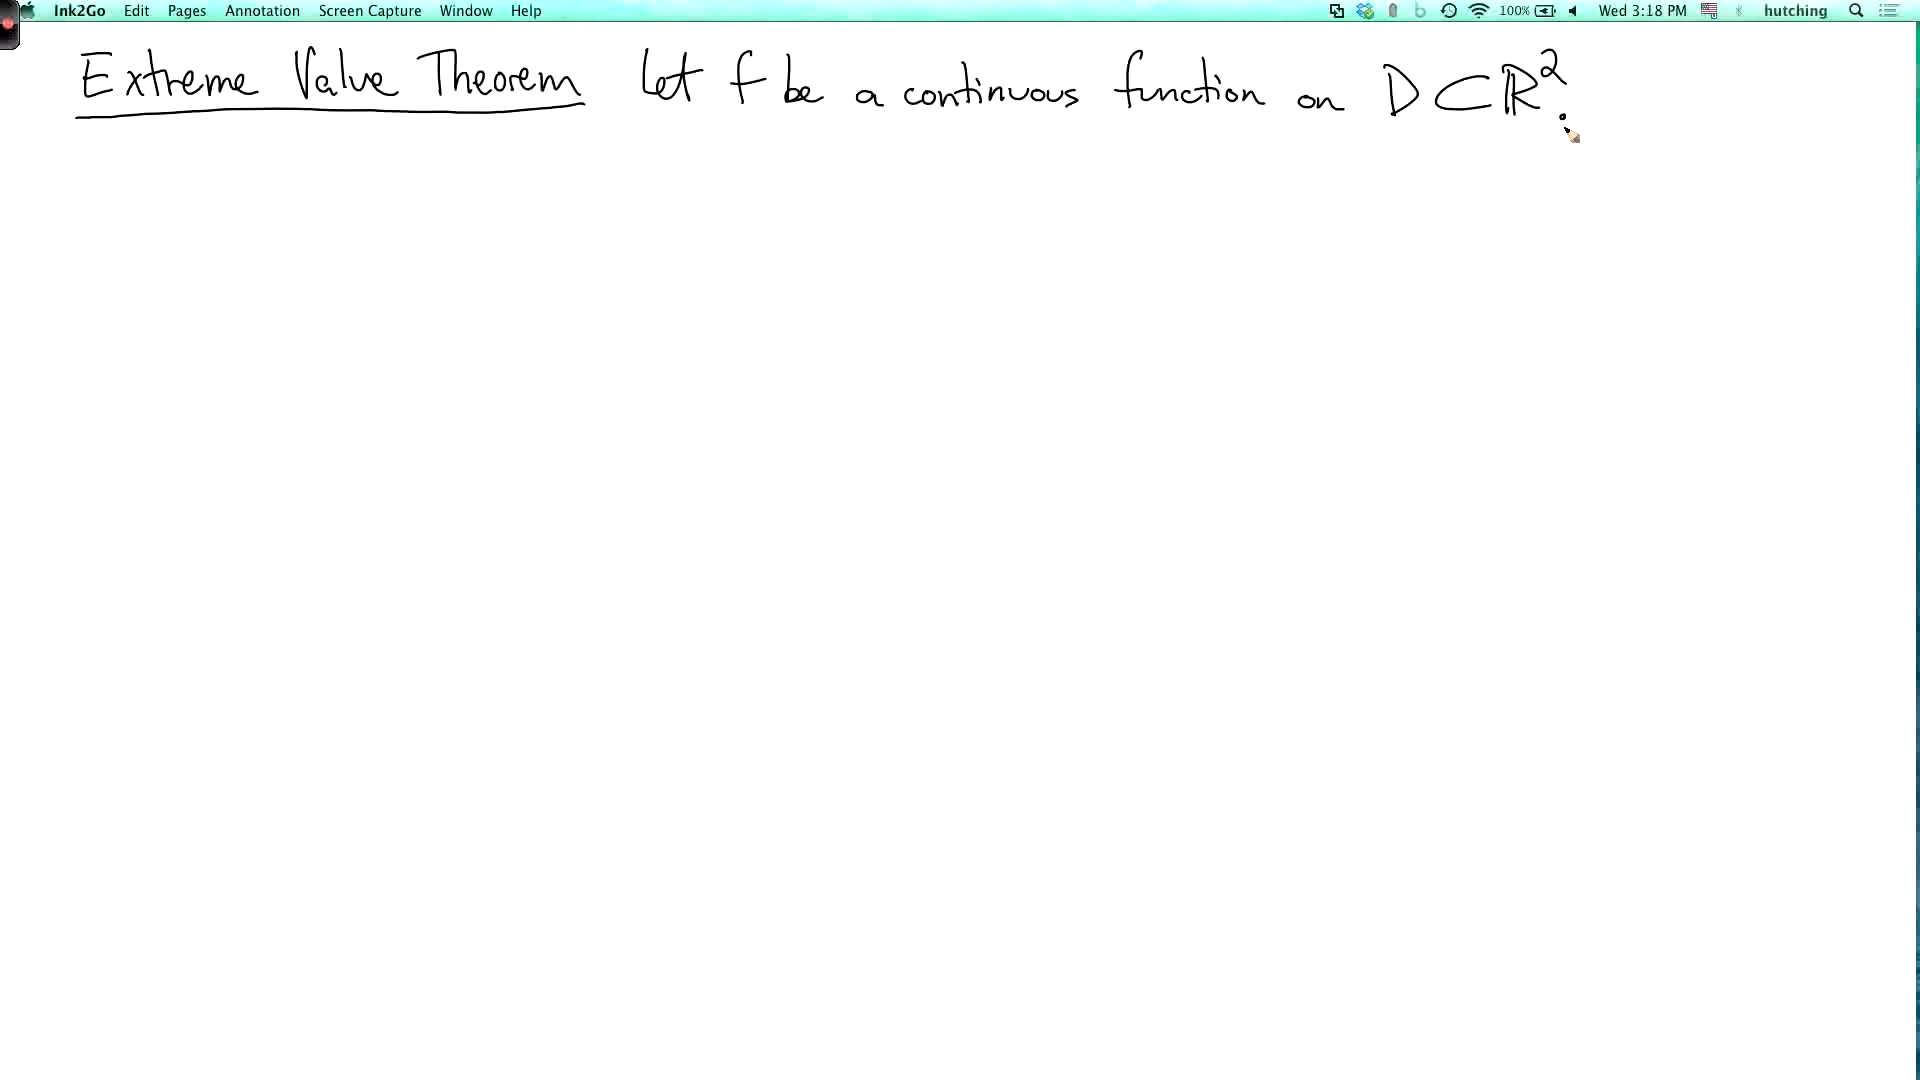 Ink2Go Edit Pages Annotation Screen Capture Window Help 100% Wed 3:18 PM hutching
Extreme Value Theorem Let f be a continuous function on D ⊂ ℝ².